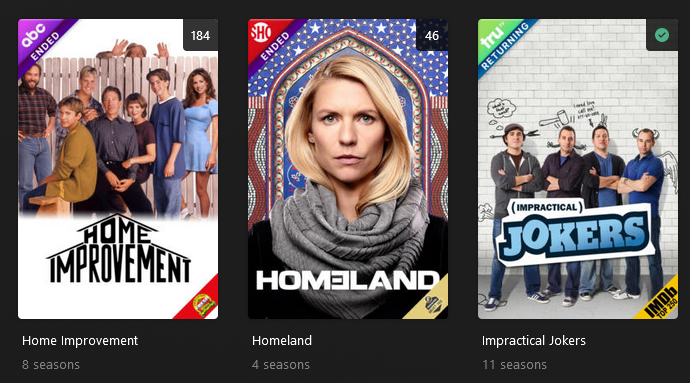 abc
ENDED
184
HOME
IMPROVEMENT
Home Improvement
8 seasons
SHO
ENDED
46
HOMELAND
Homeland
4 seasons
tru
RETURNING
(IMPRACTICAL)
JOKERS
IMDb
TOP 250
Impractical Jokers
11 seasons